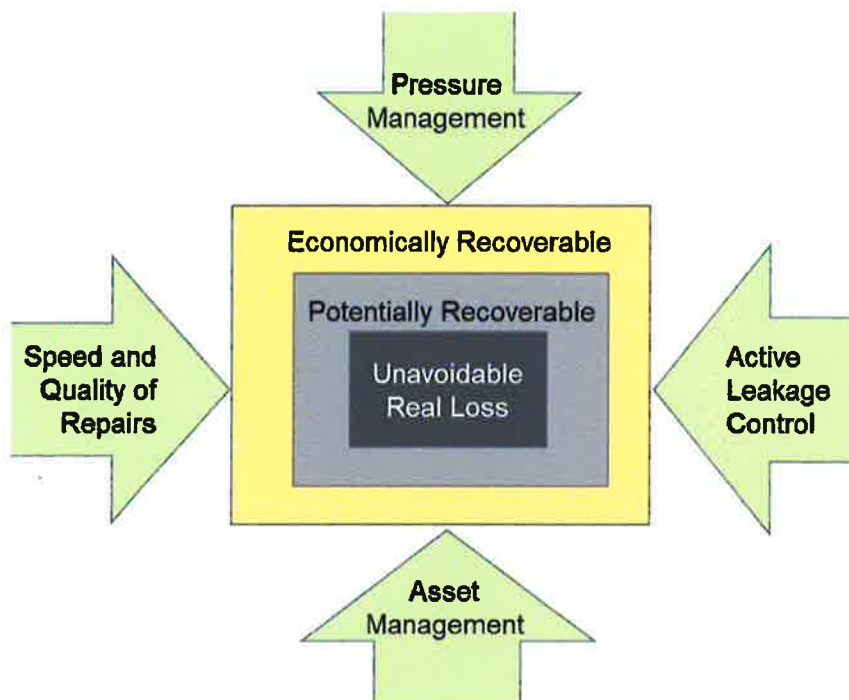 Pressure
Management
Economically Recoverable
Potentially Recoverable
Unavoidable
Real Loss
Speed and
Quality of
Repairs
Active
Leakage
Control
Asset
Management